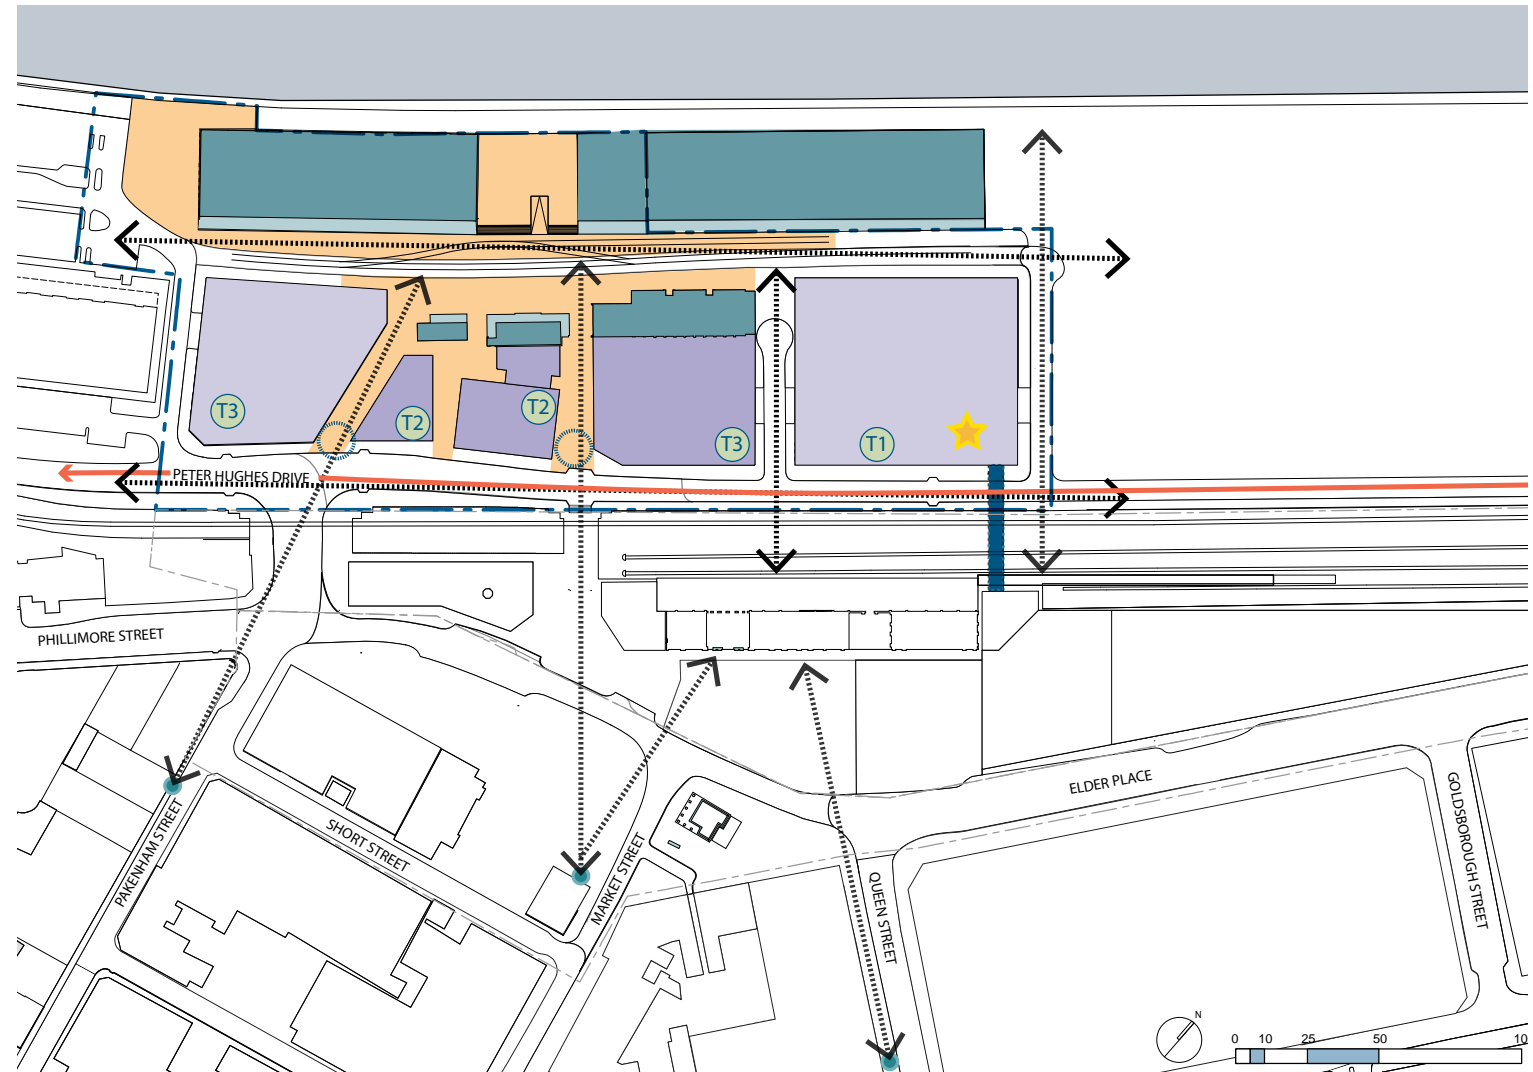 T3
T2
T2
T3
T1
PETER HUGHES DRIVE
PHILLIMORE STREET
PAKENHAM STREET
SHORT STREET
MARKET STREET
QUEEN STREET
ELDER PLACE
GOLDSBOROUGH STREET
N
0 10 25 50 10